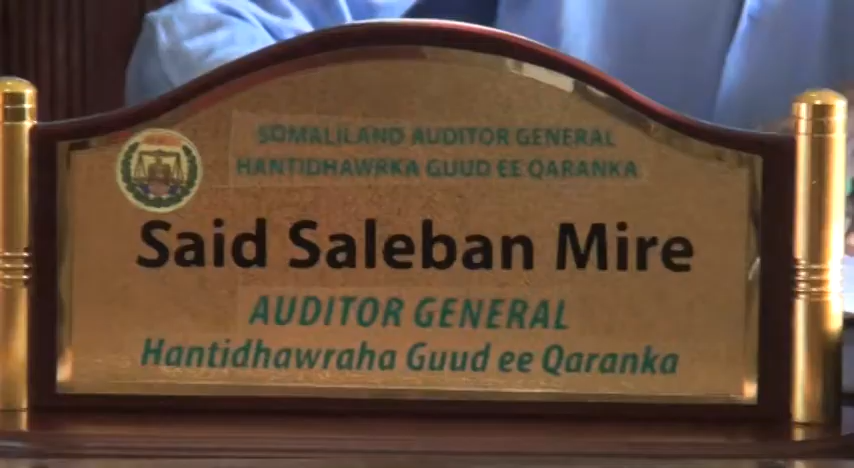 SOMALILAND AUDITOR GENERAL
HANTIDHAWRKA GUUD EE QARANKA
Said Saleban Mire
AUDITOR GENERAL
Hantidhawraha Guud ee Qaranka